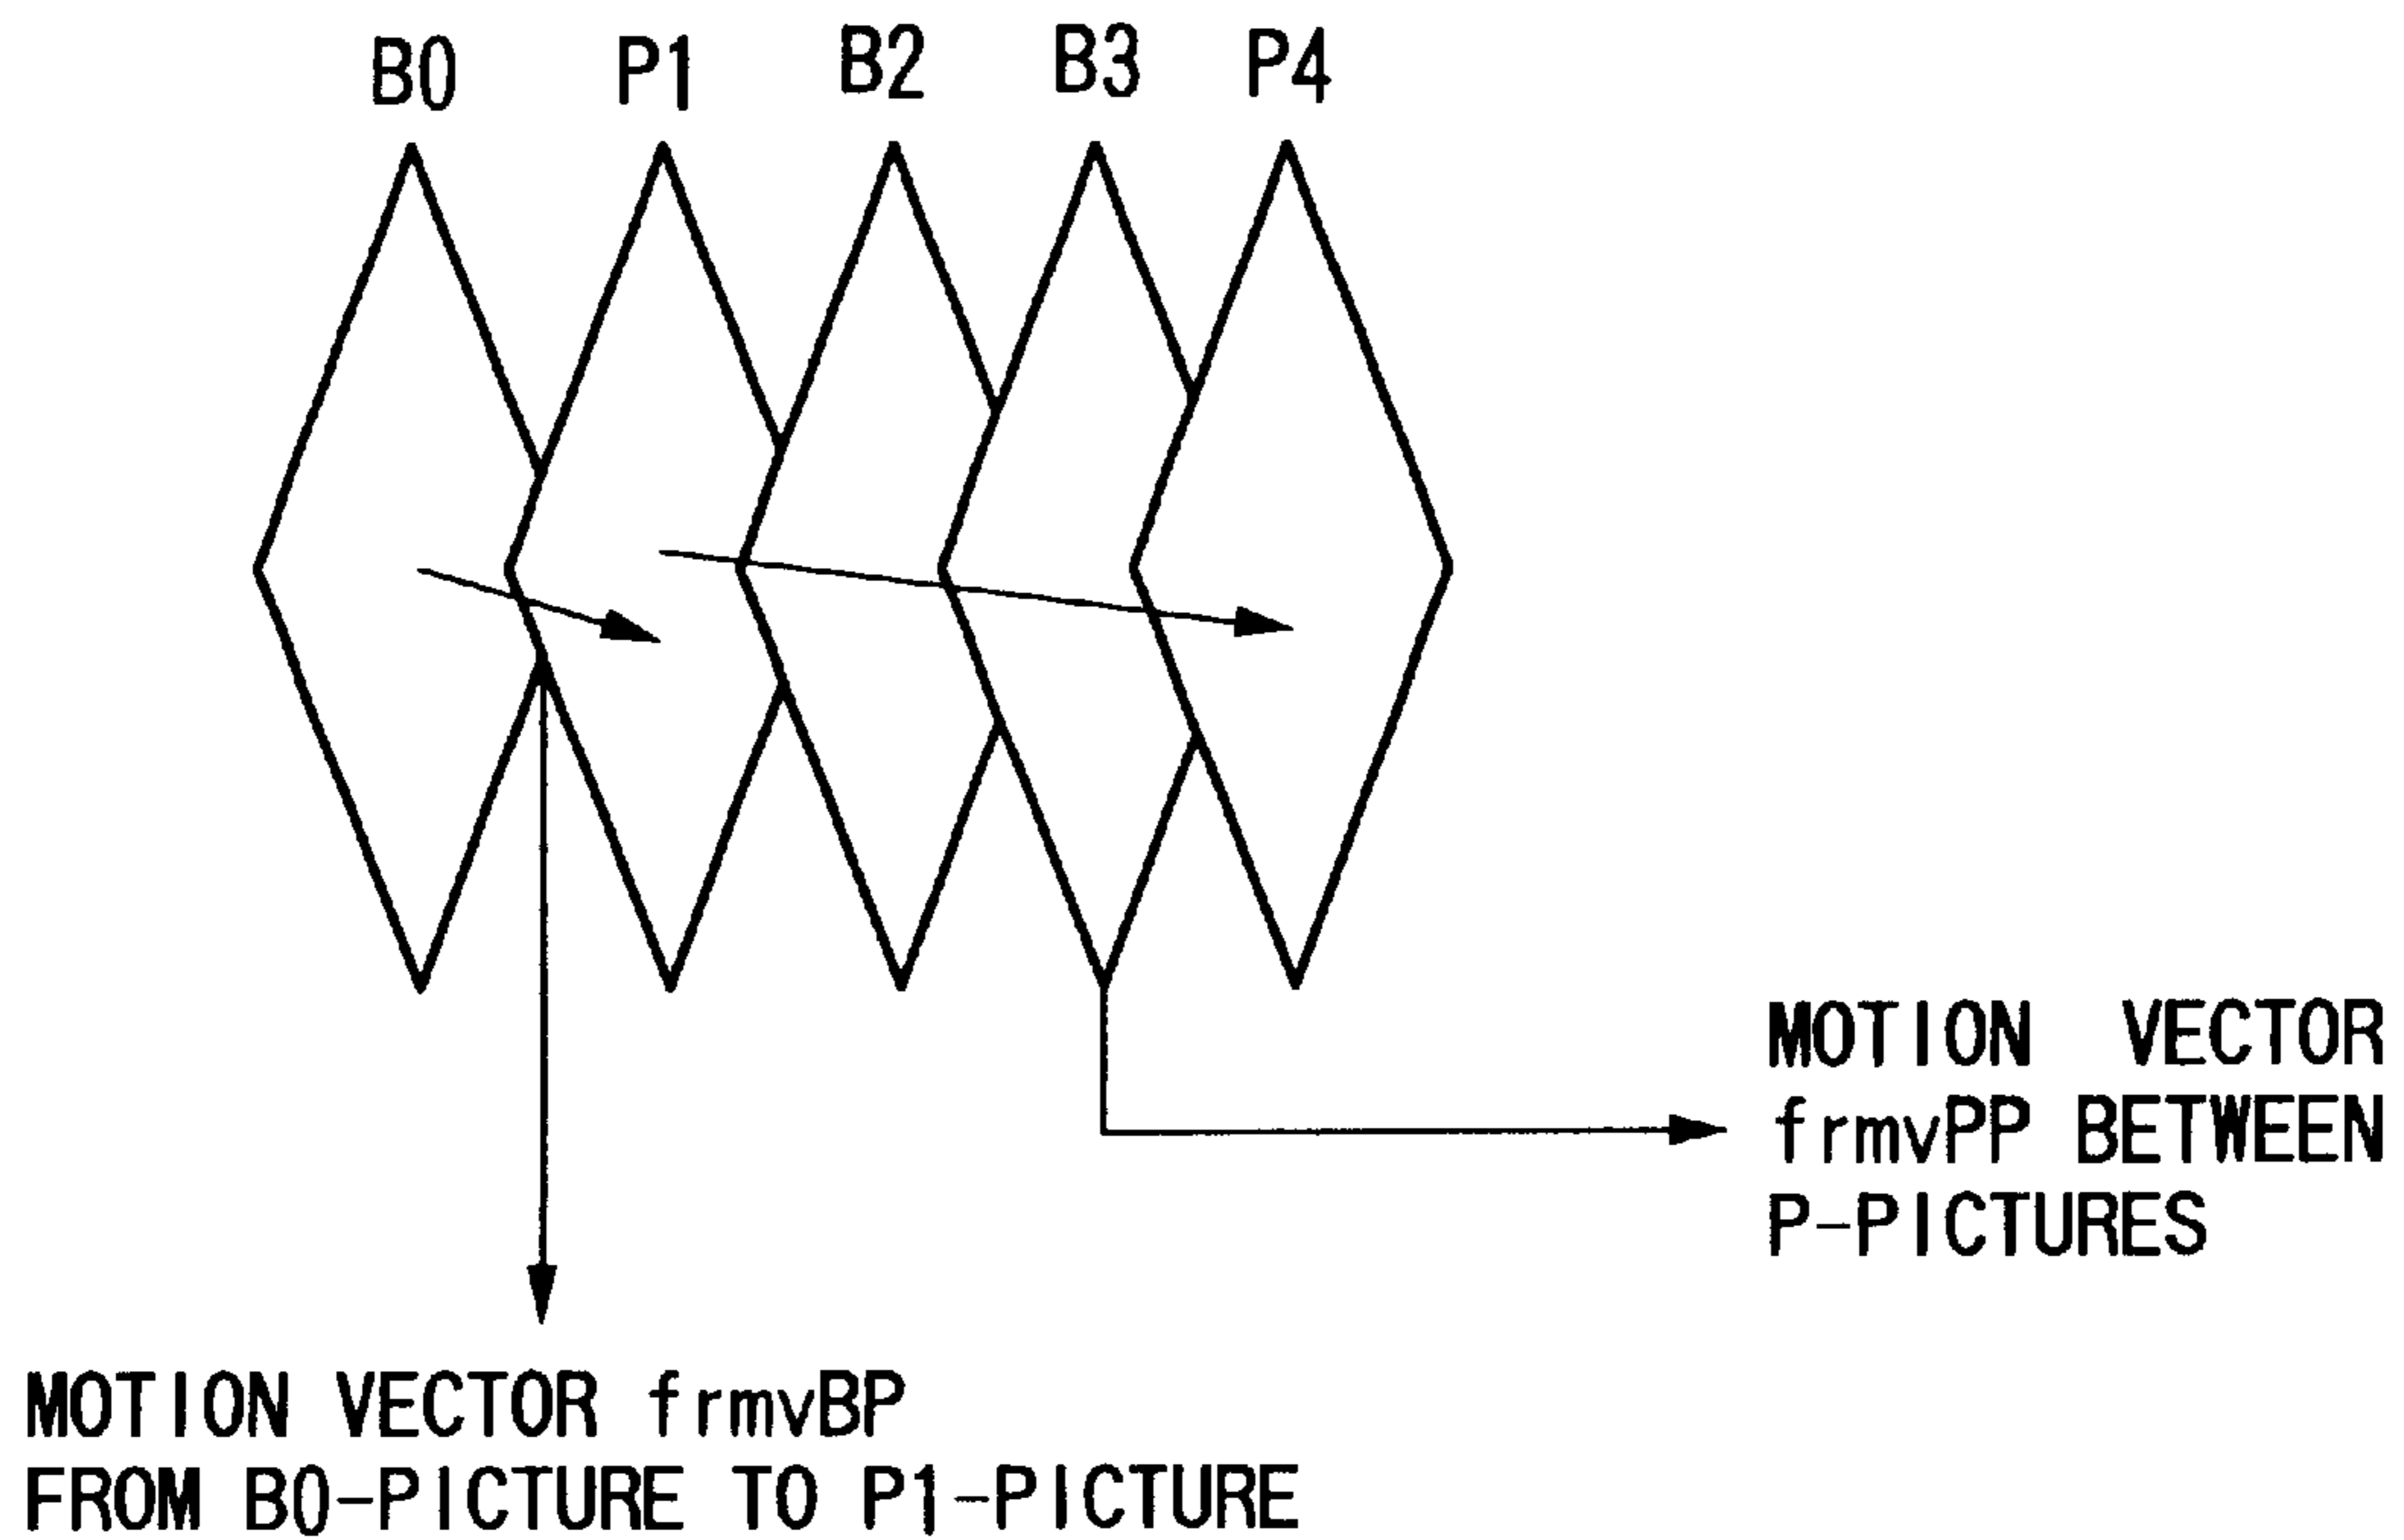 B0 P1 B2 B3 P4
MOTION VECTOR
frmvPP BETWEEN
P-PICTURES
MOTION VECTOR frmvBP
FROM B0-PICTURE TO P1-PICTURE